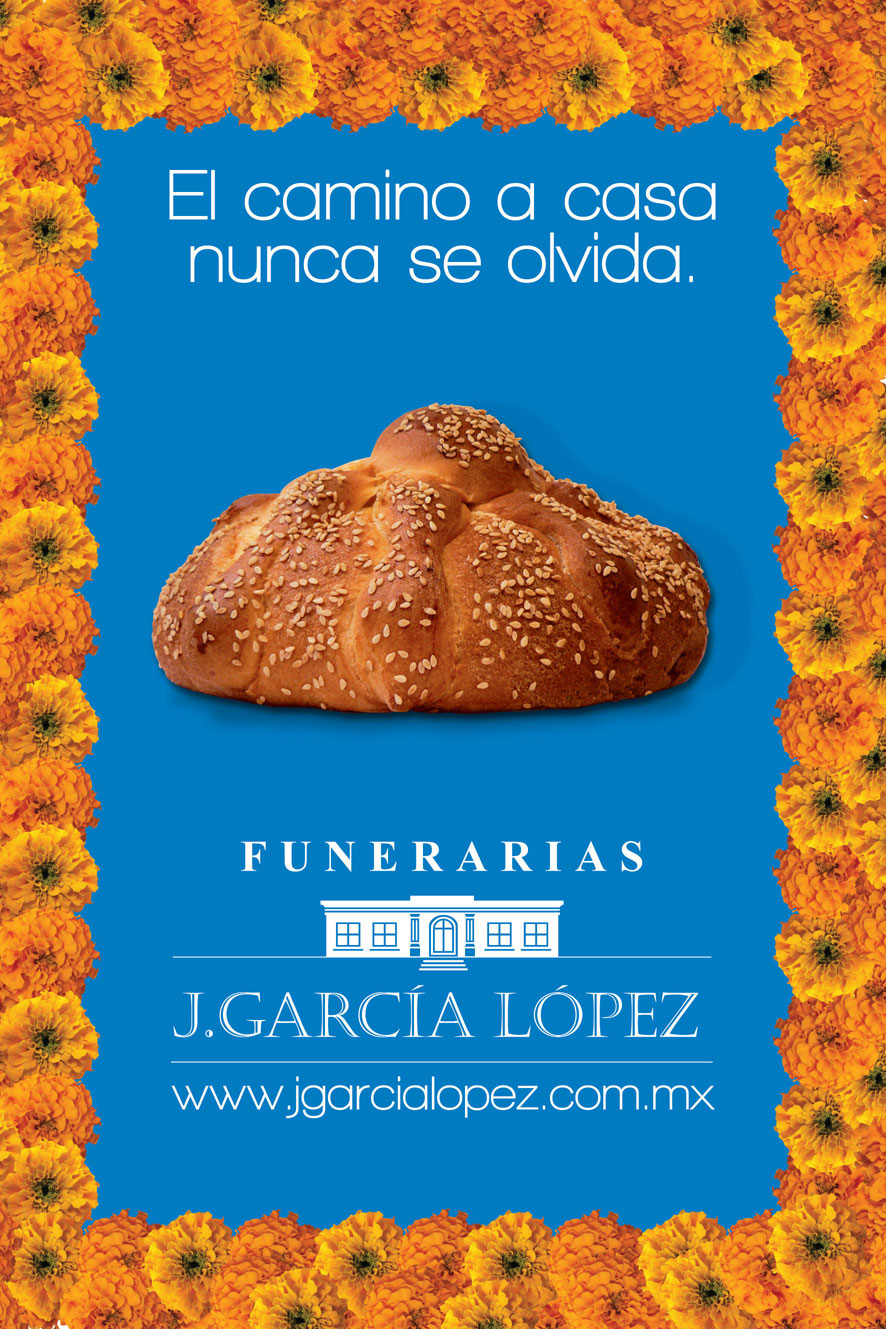 El camino a casa
nunca se olvida.
FUNERARIAS
J.GARCÍA LÓPEZ
www.jgarcialopez.com.mx